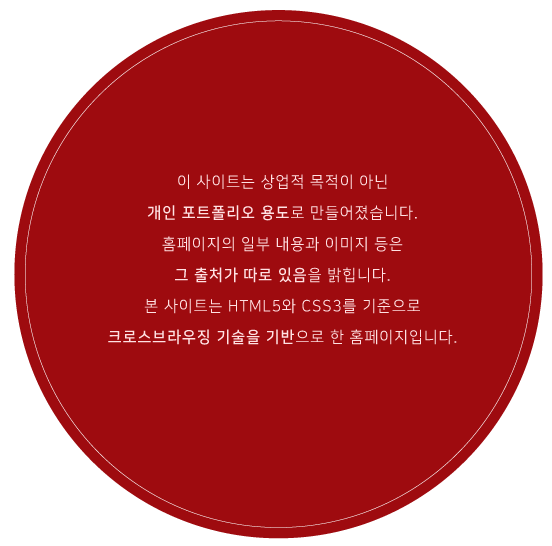 이 사이트는 상업적 목적이 아닌
개인 포트폴리오 용도로 만들어졌습니다.
홈페이지의 일부 내용과 이미지 등은
그 출처가 따로 있음을 밝힙니다.
본 사이트는 HTML5와 CSS3를 기준으로
크로스브라우징 기술을 기반으로 한 홈페이지입니다.